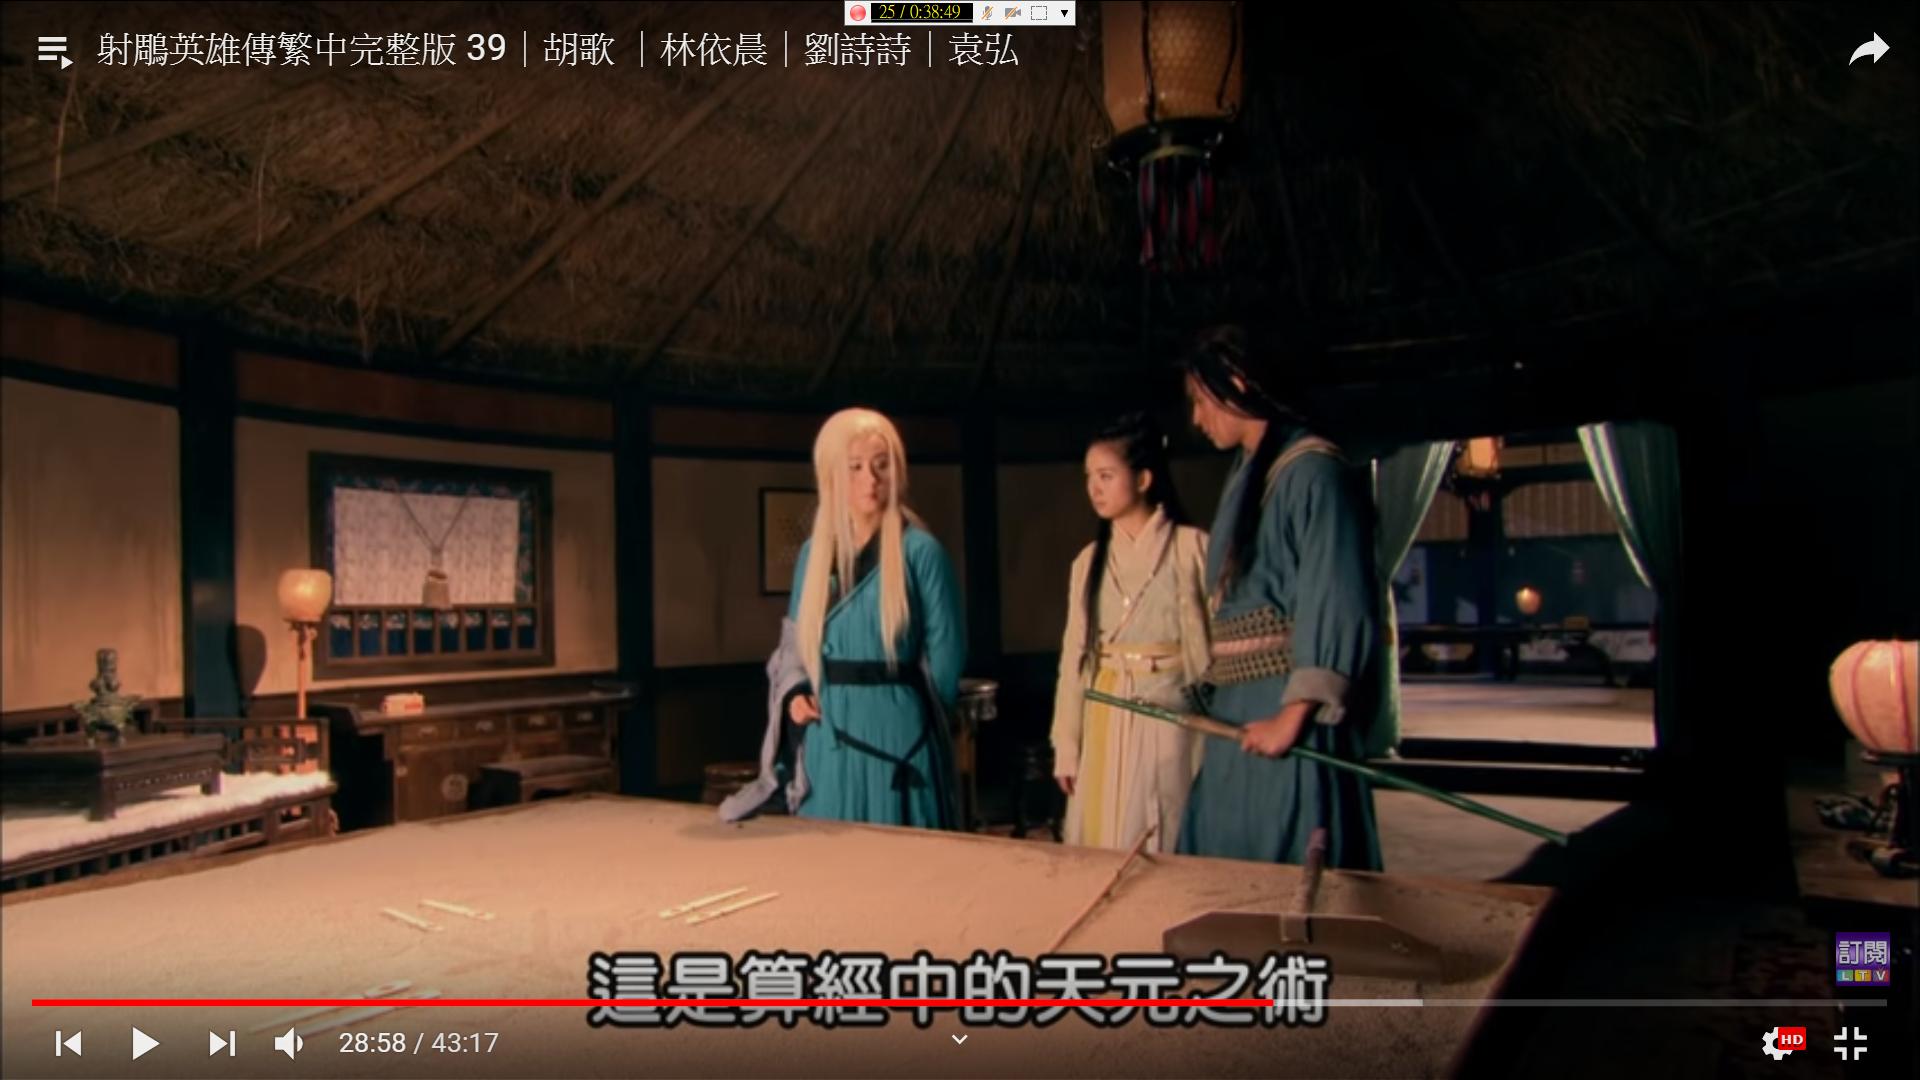 25 / 0:38:49
射鵰英雄傳繁中完整版 39｜胡歌 ｜林依晨｜劉詩詩｜袁弘
訂閱
LTV
這是算經中的天元之術
28:58 / 43:17
HD